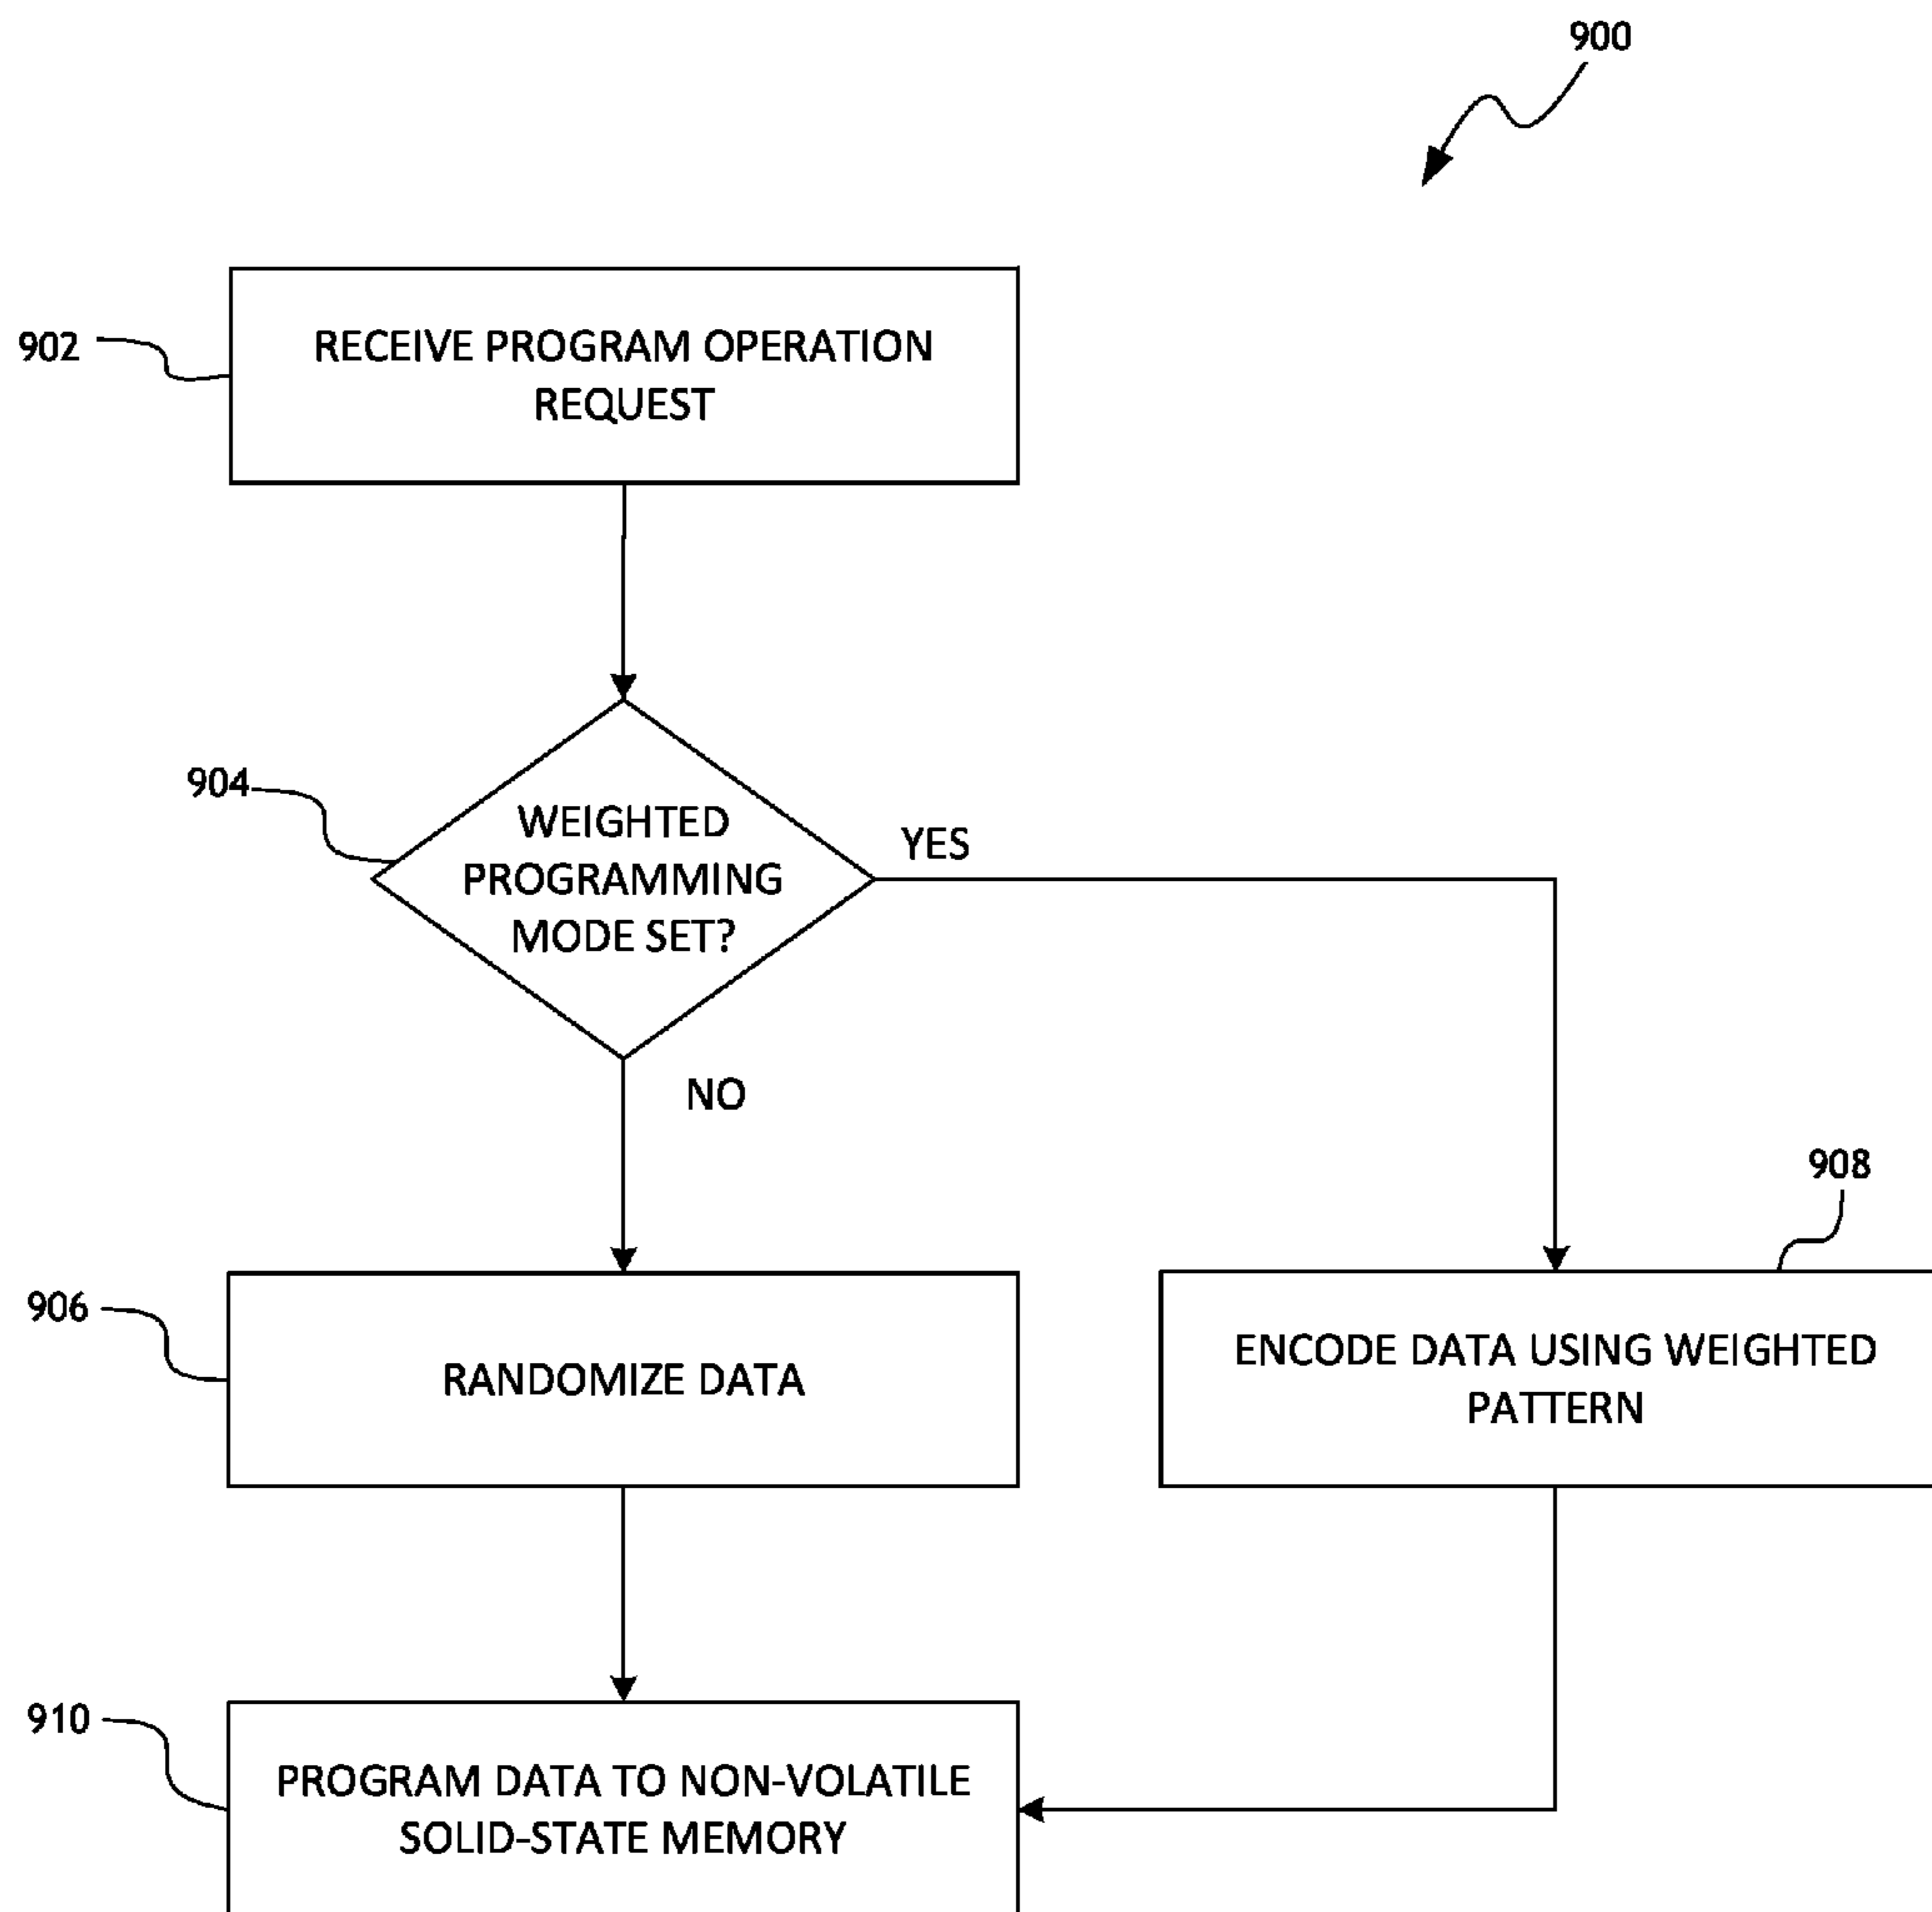 900
902
RECEIVE PROGRAM OPERATION
REQUEST
904
WEIGHTED
PROGRAMMING
MODE SET?
YES
NO
908
906
RANDOMIZE DATA
ENCODE DATA USING WEIGHTED
PATTERN
910
PROGRAM DATA TO NON-VOLATILE
SOLID-STATE MEMORY